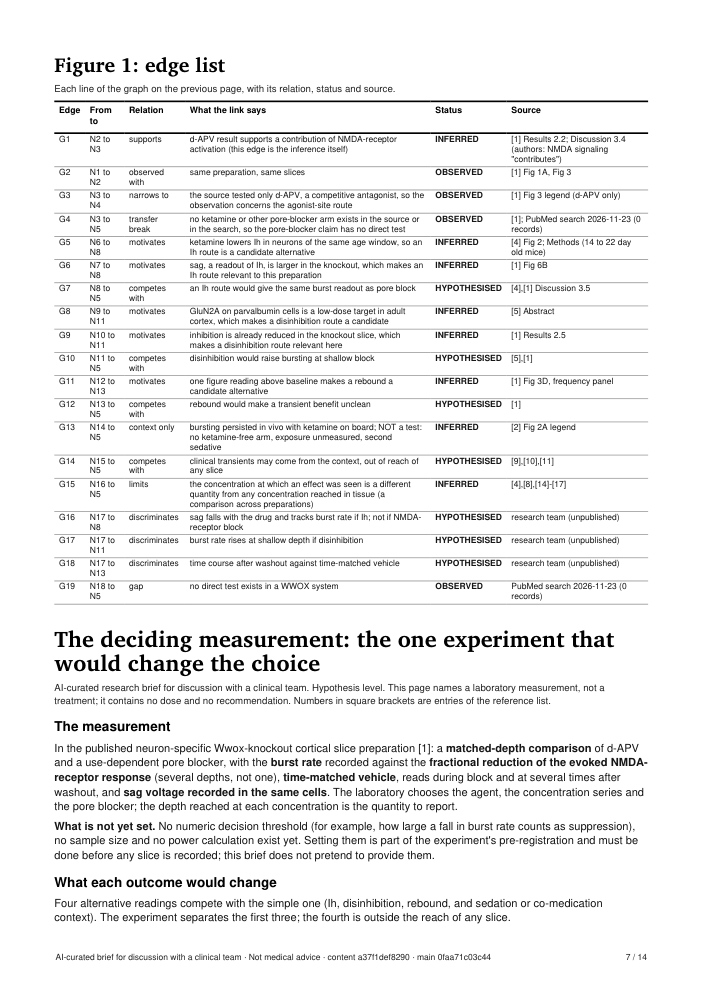 Figure 1: edge list
Each line of the graph on the previous page, with its relation, status and source.
Edge From to Relation What the link says Status Source
G1 N2 to N3 supports d-APV result supports a contribution of NMDA-receptor activation (this edge is the inference itself) INFERRED [1] Results 2.2; Discussion 3.4 (authors: NMDA signaling "contributes")
G2 N1 to N2 observed with same preparation, same slices OBSERVED [1] Fig 1A, Fig 3
G3 N3 to N4 narrows to the source tested only d-APV, a competitive antagonist, so the observation concerns the agonist-site route OBSERVED [1] Fig 3 legend (d-APV only)
G4 N3 to N5 transfer break no ketamine or other pore-blocker arm exists in the source or in the search, so the pore-blocker claim has no direct test OBSERVED [1]; PubMed search 2026-11-23 (0 records)
G5 N6 to N8 motivates ketamine lowers Ih in neurons of the same age window, so an Ih route is a candidate alternative INFERRED [4] Fig 2; Methods (14 to 22 day old mice)
G6 N7 to N8 motivates sag, a readout of Ih, is larger in the knockout, which makes an Ih route relevant to this preparation INFERRED [1] Fig 6B
G7 N8 to N5 competes with an Ih route would give the same burst readout as pore block HYPOTHESISED [4],[1] Discussion 3.5
G8 N9 to N11 motivates GluN2A on parvalbumin cells is a low-dose target in adult cortex, which makes a disinhibition route a candidate INFERRED [5] Abstract
G9 N10 to N11 motivates inhibition is already reduced in the knockout slice, which makes a disinhibition route relevant here INFERRED [1] Results 2.5
G10 N11 to N5 competes with disinhibition would raise bursting at shallow block HYPOTHESISED [5],[1]
G11 N12 to N13 motivates one figure reading above baseline makes a rebound a candidate alternative INFERRED [1] Fig 3D, frequency panel
G12 N13 to N5 competes with rebound would make a transient benefit unclean HYPOTHESISED [1]
G13 N14 to N5 context only bursting persisted in vivo with ketamine on board; NOT a test: no ketamine-free arm, exposure unmeasured, second sedative INFERRED [2] Fig 2A legend
G14 N15 to N5 competes with clinical transients may come from the context, out of reach of any slice HYPOTHESISED [9],[10],[11]
G15 N16 to N5 limits the concentration at which an effect was seen is a different quantity from any concentration reached in tissue (a comparison across preparations) INFERRED [4],[8],[14]-[17]
G16 N17 to N8 discriminates sag falls with the drug and tracks burst rate if Ih; not if NMDA-receptor block HYPOTHESISED research team (unpublished)
G17 N17 to N11 discriminates burst rate rises at shallow depth if disinhibition HYPOTHESISED research team (unpublished)
G18 N17 to N13 discriminates time course after washout against time-matched vehicle HYPOTHESISED research team (unpublished)
G19 N18 to N5 gap no direct test exists in a WWOX system OBSERVED PubMed search 2026-11-23 (0 records)
The deciding measurement: the one experiment that
would change the choice
AI-curated research brief for discussion with a clinical team. Hypothesis level. This page names a laboratory measurement, not a
treatment; it contains no dose and no recommendation. Numbers in square brackets are entries of the reference list.
The measurement
In the published neuron-specific Wwox-knockout cortical slice preparation [1]: a matched-depth comparison of d-APV
and a use-dependent pore blocker, with the burst rate recorded against the fractional reduction of the evoked NMDA-
receptor response (several depths, not one), time-matched vehicle, reads during block and at several times after
washout, and sag voltage recorded in the same cells. The laboratory chooses the agent, the concentration series and
the pore blocker; the depth reached at each concentration is the quantity to report.
What is not yet set. No numeric decision threshold (for example, how large a fall in burst rate counts as suppression),
no sample size and no power calculation exist yet. Setting them is part of the experiment's pre-registration and must be
done before any slice is recorded; this brief does not pretend to provide them.
What each outcome would change
Four alternative readings compete with the simple one (Ih, disinhibition, rebound, and sedation or co-medication
context). The experiment separates the first three; the fourth is outside the reach of any slice.
AI-curated brief for discussion with a clinical team · Not medical advice · content a37f1def8290 · main 0faa71c03c44 7 / 14